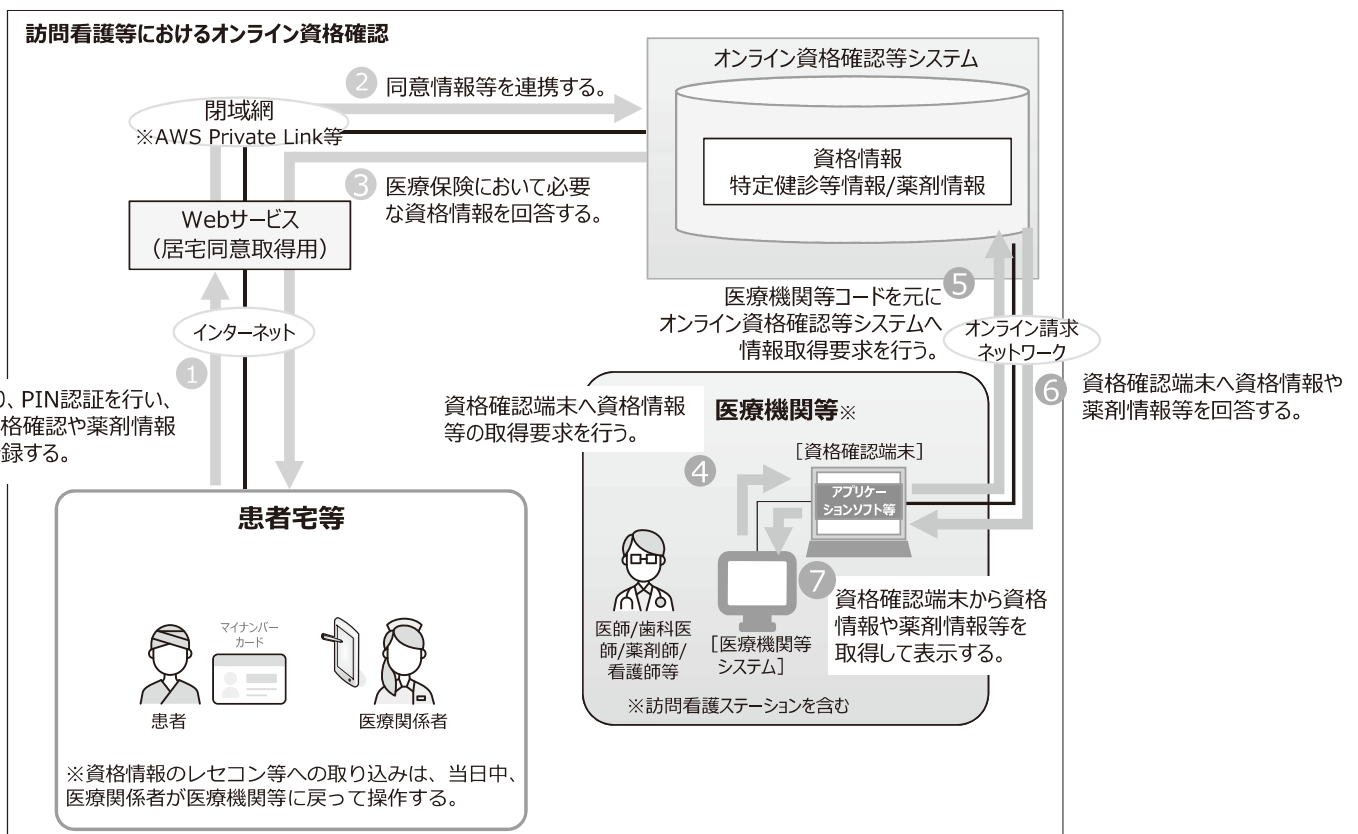 訪問看護等におけるオンライン資格確認
オンライン資格確認等システム
② 同意情報等を連携する。
閉域網
※AWS Private Link等
資格情報
特定健診等情報/薬剤情報
③ 医療保険において必要
な資格情報を回答する。
Webサービス
（居宅同意取得用）
⑤
医療機関等コードを元に
オンライン資格確認等システムへ
情報取得要求を行う。
インターネット
オンライン請求
ネットワーク
①
、PIN認証を行い、
格確認や薬剤情報
録する。
⑥ 資格確認端末へ資格情報や
薬剤情報等を回答する。
資格確認端末へ資格情報
等の取得要求を行う。
④
医療機関等※
［資格確認端末］
アプリケー
ションソフト等
医師/歯科医
師/薬剤師/
看護師等
［医療機関等
システム］
⑦
資格確認端末から資格
情報や薬剤情報等を
取得して表示する。
※訪問看護ステーションを含む
患者宅等
マイナンバー
カード
患者
医療関係者
※資格情報のレセコン等への取り込みは、当日中、
医療関係者が医療機関等に戻って操作する。